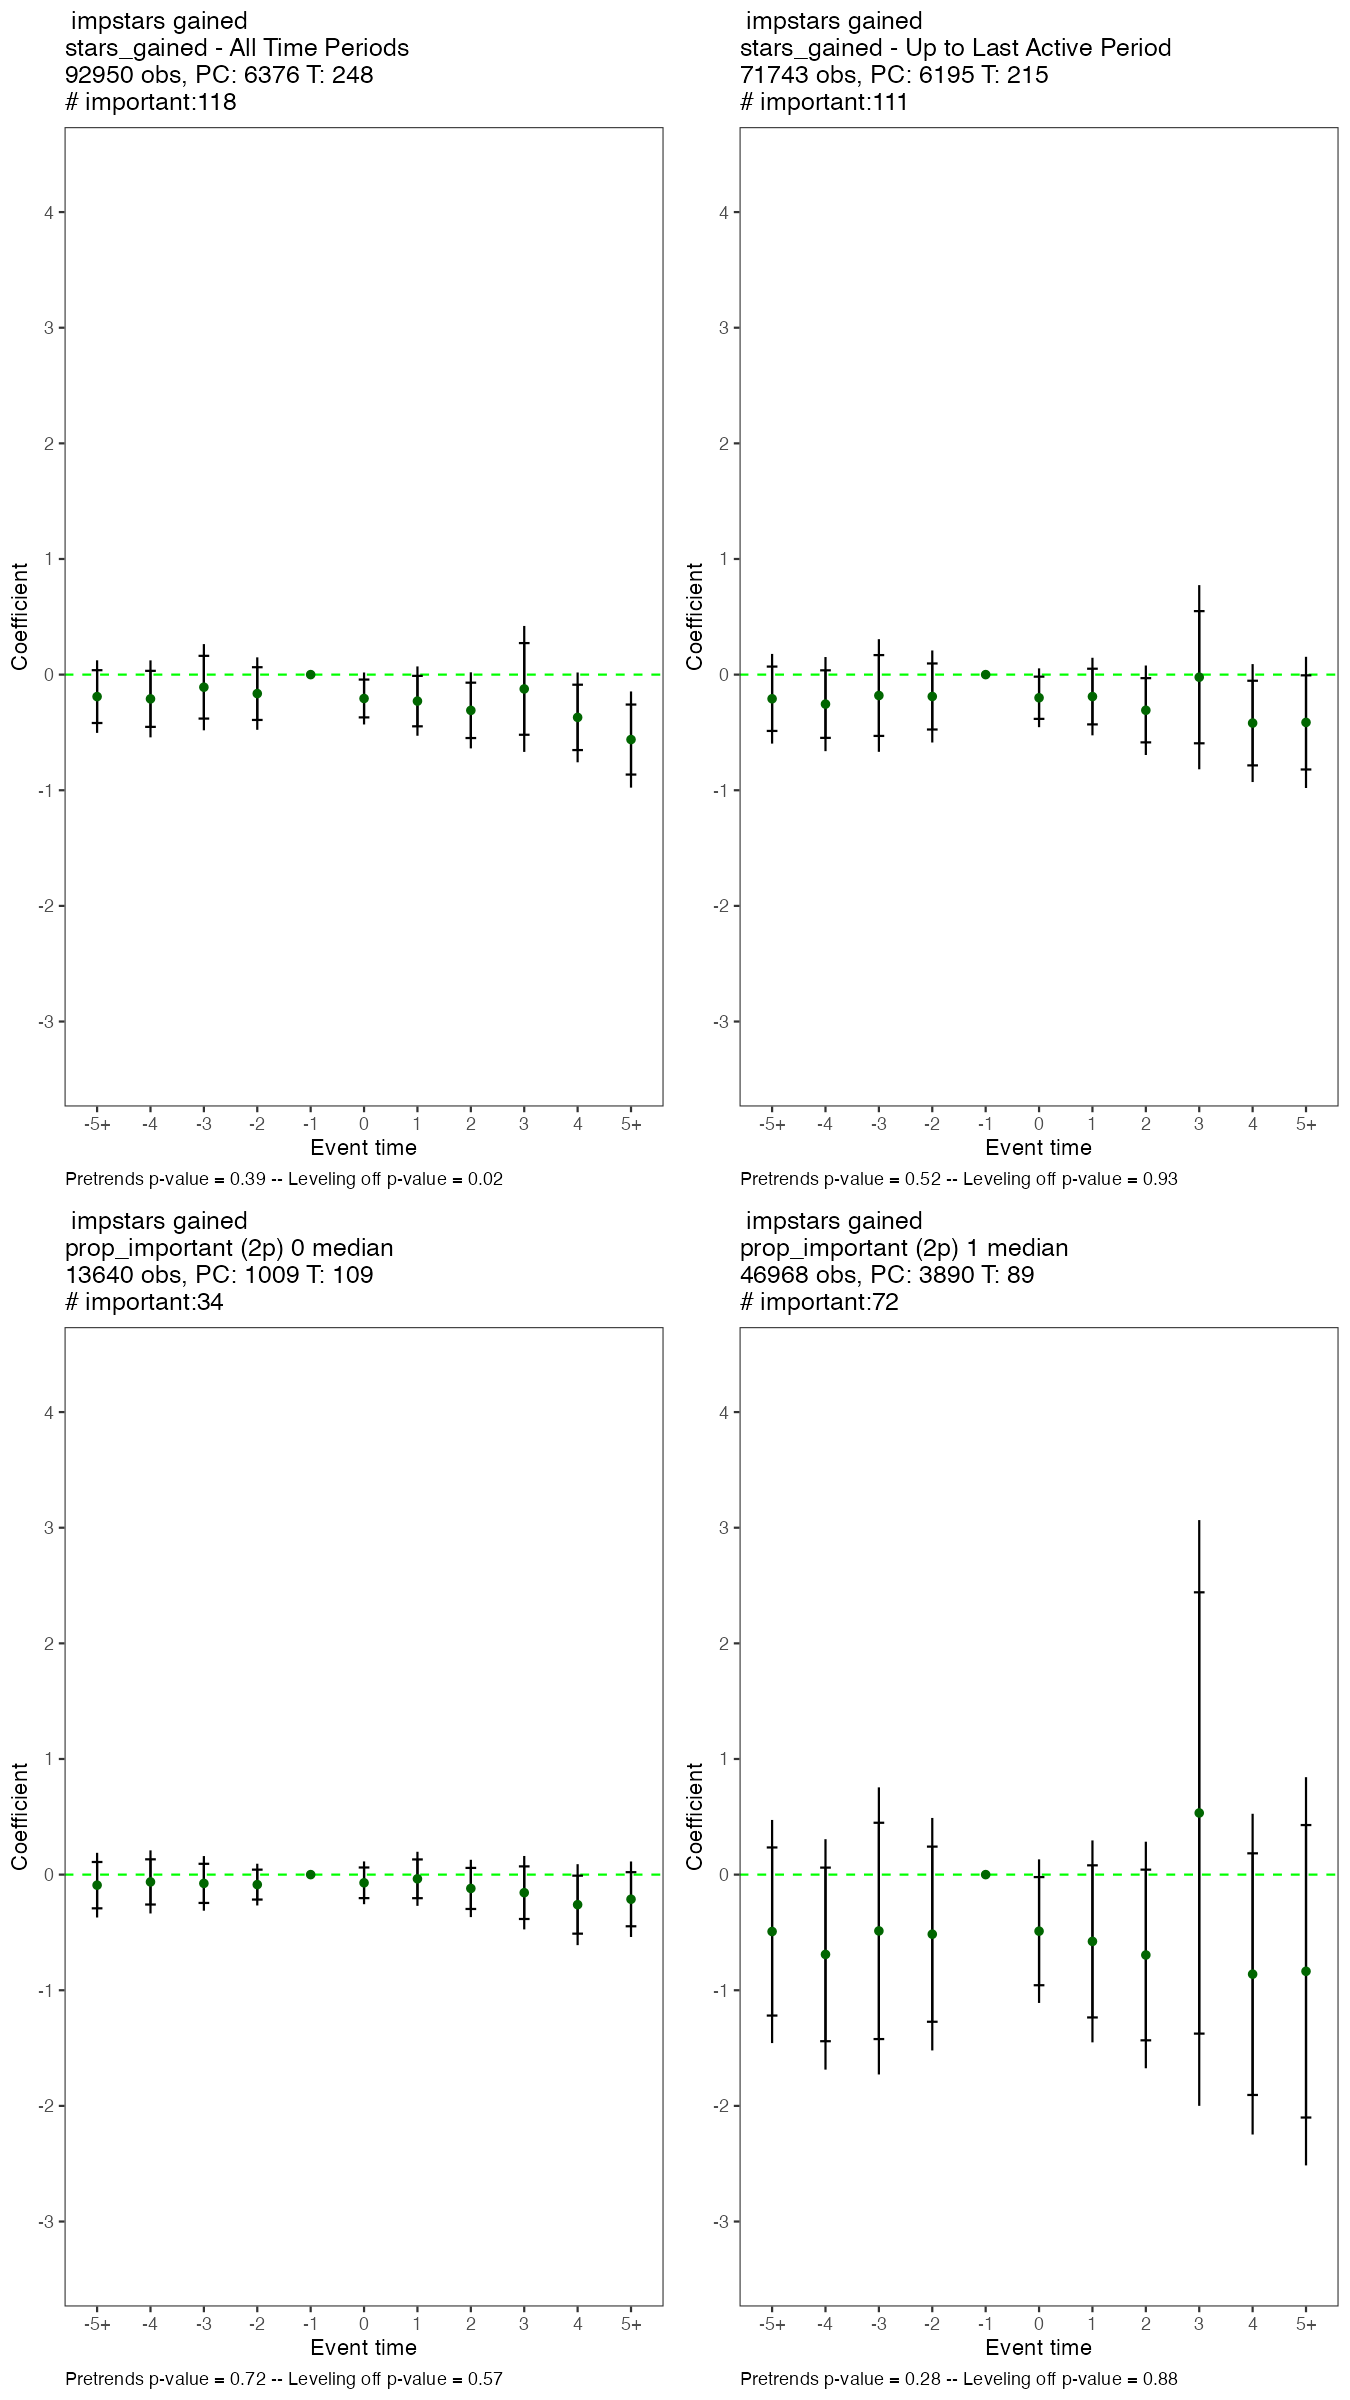 impstars gained
stars_gained - All Time Periods
92950 obs, PC: 6376 T: 248
# important:118
4
3
2
1
0
-1
-2
-3
Coefficient
-5+ -4 -3 -2 -1 0 1 2 3 4 5+
Event time
Pretrends p-value = 0.39 -- Leveling off p-value = 0.02
impstars gained
stars_gained - Up to Last Active Period
71743 obs, PC: 6195 T: 215
# important:111
4
3
2
1
0
-1
-2
-3
Coefficient
-5+ -4 -3 -2 -1 0 1 2 3 4 5+
Event time
Pretrends p-value = 0.52 -- Leveling off p-value = 0.93
impstars gained
prop_important (2p) 0 median
13640 obs, PC: 1009 T: 109
# important:34
4
3
2
1
0
-1
-2
-3
Coefficient
-5+ -4 -3 -2 -1 0 1 2 3 4 5+
Event time
Pretrends p-value = 0.72 -- Leveling off p-value = 0.57
impstars gained
prop_important (2p) 1 median
46968 obs, PC: 3890 T: 89
# important:72
4
3
2
1
0
-1
-2
-3
Coefficient
-5+ -4 -3 -2 -1 0 1 2 3 4 5+
Event time
Pretrends p-value = 0.28 -- Leveling off p-value = 0.88